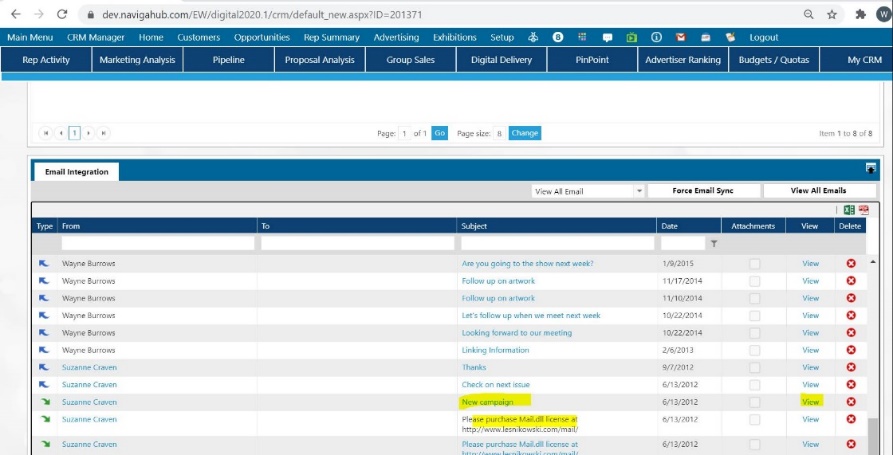 dev.navigahub.com/EW/digital2020.1/crm/default_new.aspx?ID=201371 W
Main Menu CRM Manager Home Customers Opportunities Rep Summary Advertising Exhibitions Setup Logout
Rep Activity Marketing Analysis Pipeline Proposal Analysis Group Sales Digital Delivery PinPoint Advertiser Ranking Budgets / Quotas My CRM
1 Page: 1 of 1 Go Page size: 8 Change Item 1 to 8 of 8
Email Integration
View All Email Force Email Sync View All Emails
Type From To Subject Date Attachments View Delete
Wayne Burrows Are you going to the show next week? 1/9/2015 View
Wayne Burrows Follow up on artwork 11/17/2014 View
Wayne Burrows Follow up on artwork 11/10/2014 View
Wayne Burrows Let's follow up when we meet next week 10/22/2014 View
Wayne Burrows Looking forward to our meeting 10/22/2014 View
Wayne Burrows Linking Information 2/6/2013 View
Suzanne Craven Thanks 9/7/2012 View
Suzanne Craven Check on next issue 6/13/2012 View
Suzanne Craven New campaign 6/13/2012 View
Suzanne Craven Please purchase Mail.dll license at 6/13/2012 View
http://www.lesnikowski.com/mail/
Suzanne Craven Please purchase Mail.dll license at 6/13/2012 View
http://www.lesnikowski.com/mail/